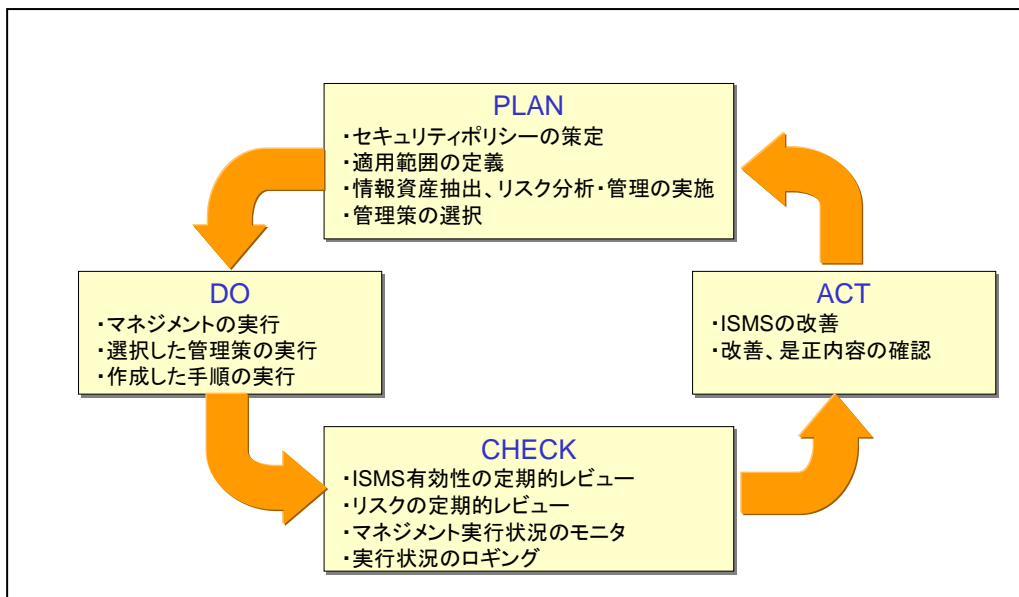 PLAN
・セキュリティポリシーの策定
・適用範囲の定義
・情報資産抽出、リスク分析・管理の実施
・管理策の選択
DO
・マネジメントの実行
・選択した管理策の実行
・作成した手順の実行
ACT
・ISMSの改善
・改善、是正内容の確認
CHECK
・ISMS有効性の定期的レビュー
・リスクの定期的レビュー
・マネジメント実行状況のモニタ
・実行状況のロギング